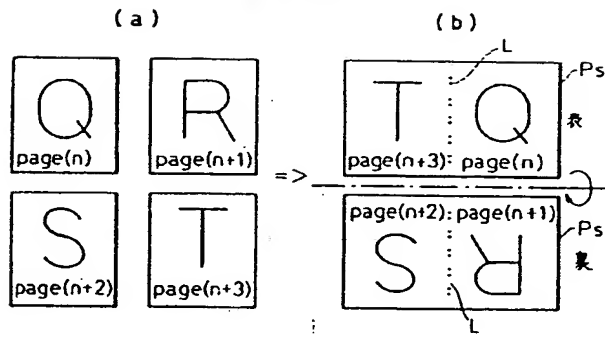 (a)
Q
page(n)
R
page(n+1)
S
page(n+2)
T
page(n+3)
=>
(b)
L
Ps
T
Q
表
page(n+3)
page(n)
page(n+2)
page(n+1)
Ps
S
R
裏
L